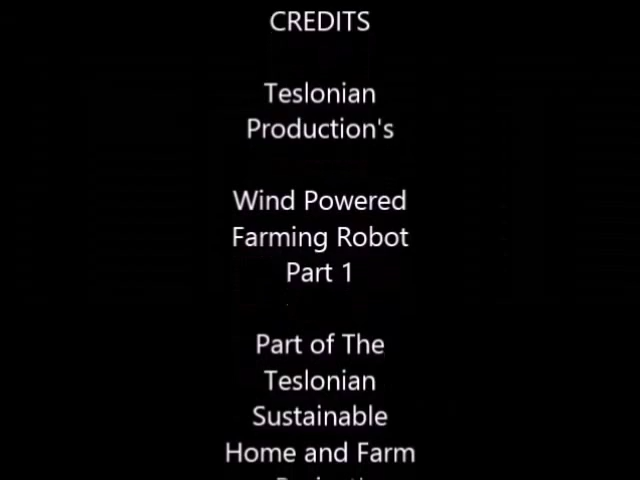 CREDITS
Teslonian
Production's
Wind Powered
Farming Robot
Part 1
Part of The
Teslonian
Sustainable
Home and Farm